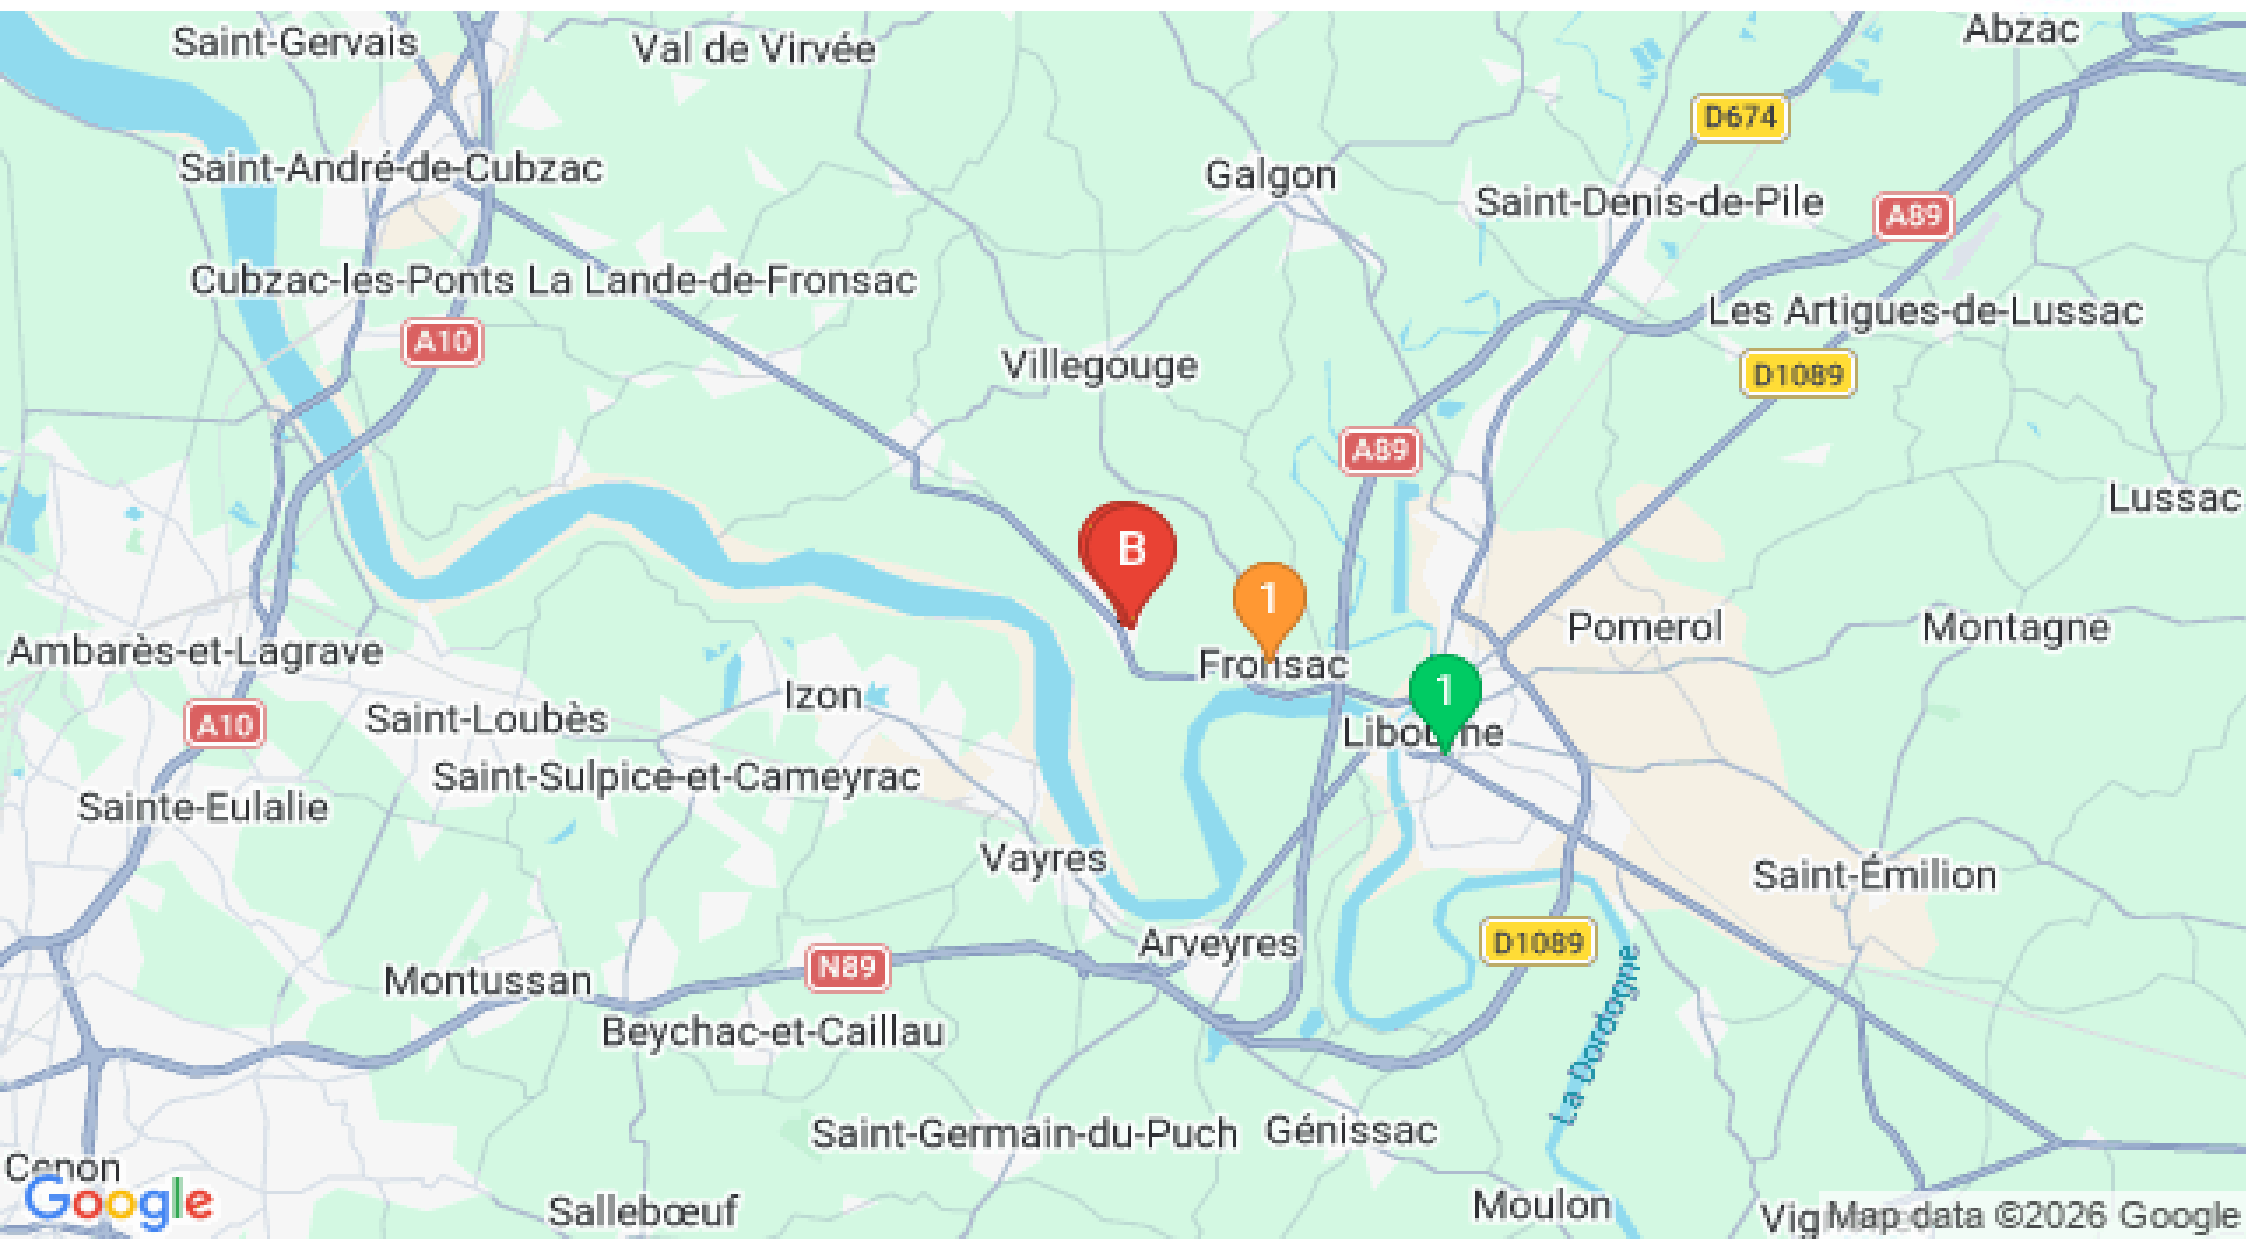 Saint-Gervais
Val de Virvée
Abzac
D674
Saint-André-de-Cubzac
Galgon
Saint-Denis-de-Pile
A89
Cubzac-les-Ponts
La Lande-de-Fronsac
Les Artigues-de-Lussac
A10
Villegouge
D1089
A89
Lussac
B
1
Pomerol
Montagne
Ambarès-et-Lagrave
Fronsac
1
Izon
A10
Saint-Loubès
Libourne
Saint-Sulpice-et-Cameyrac
Sainte-Eulalie
Vayres
Saint-Émilion
Arveyres
D1089
N89
Montussan
La Dordogne
Beychac-et-Caillau
Saint-Germain-du-Puch
Génissac
Cenon
Google
Sallebœuf
Moulon
Vig
Map data ©2026 Google